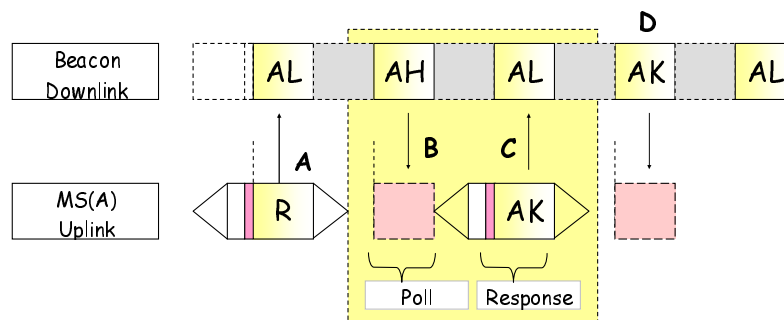 D
Beacon
Downlink
AL
AH
AL
AK
AL
A
B
C
MS(A)
Uplink
R
AK
Poll
Response